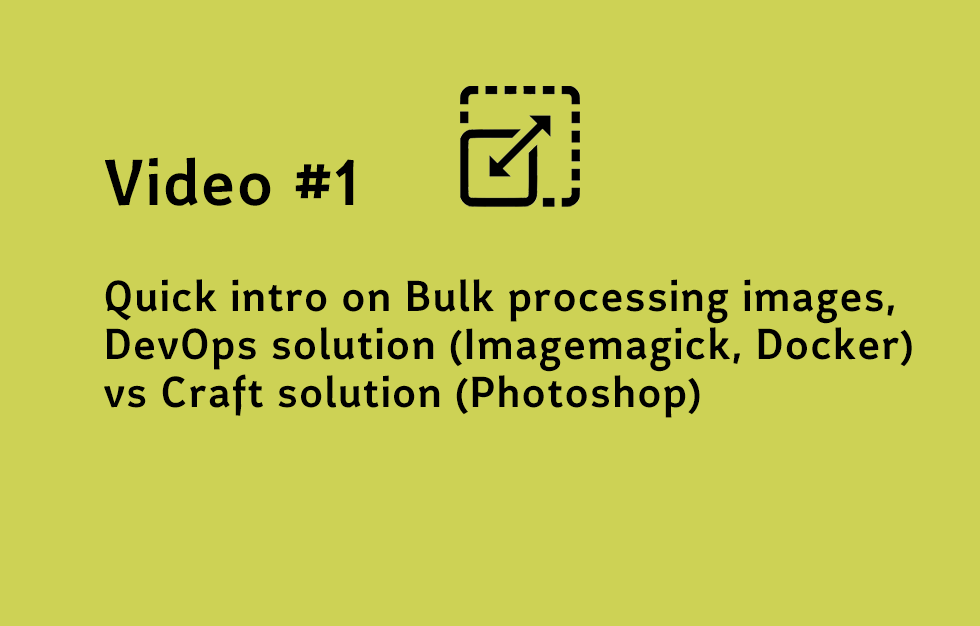 Video #1
Quick intro on Bulk processing images,
DevOps solution (Imagemagick, Docker)
vs Craft solution (Photoshop)